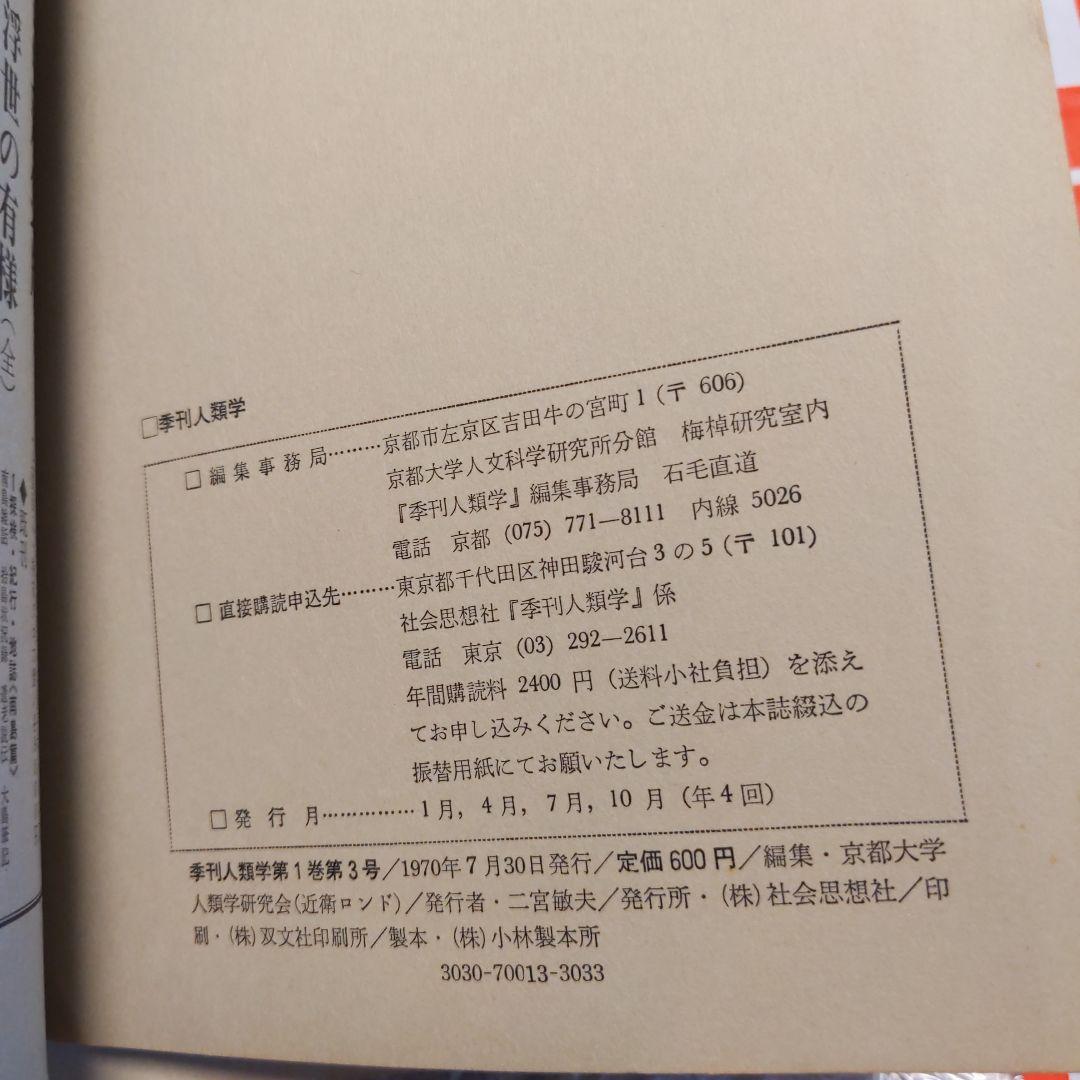 浮世の有様(全)
□季刊人類学
□ 編集事務局………京都市左京区吉田牛の宮町1(〒 606)
京都大学人文科学研究所分館 梅棹研究室内
『季刊人類学』編集事務局 石毛直道
電話 京都 (075) 771—8111 内線 5026
□ 直接購読申込先………東京都千代田区神田駿河台3の5(〒 101)
社会思想社『季刊人類学』係
電話 東京 (03) 292—2611
年間購読料 2400 円(送料小社負担)を添え
てお申し込みください。ご送金は本誌綴込の
振替用紙にてお願いたします。
□ 発行月……………1月, 4月, 7月, 10月(年4回)
季刊人類学第1巻第3号/1970年7月30日発行/定価600円/編集・京都大学
人類学研究会(近衛ロンド)/発行者・二宮敏夫/発行所・(株)社会思想社/印
刷・(株)双文社印刷所/製本・(株)小林製本所
3030-70013-3033